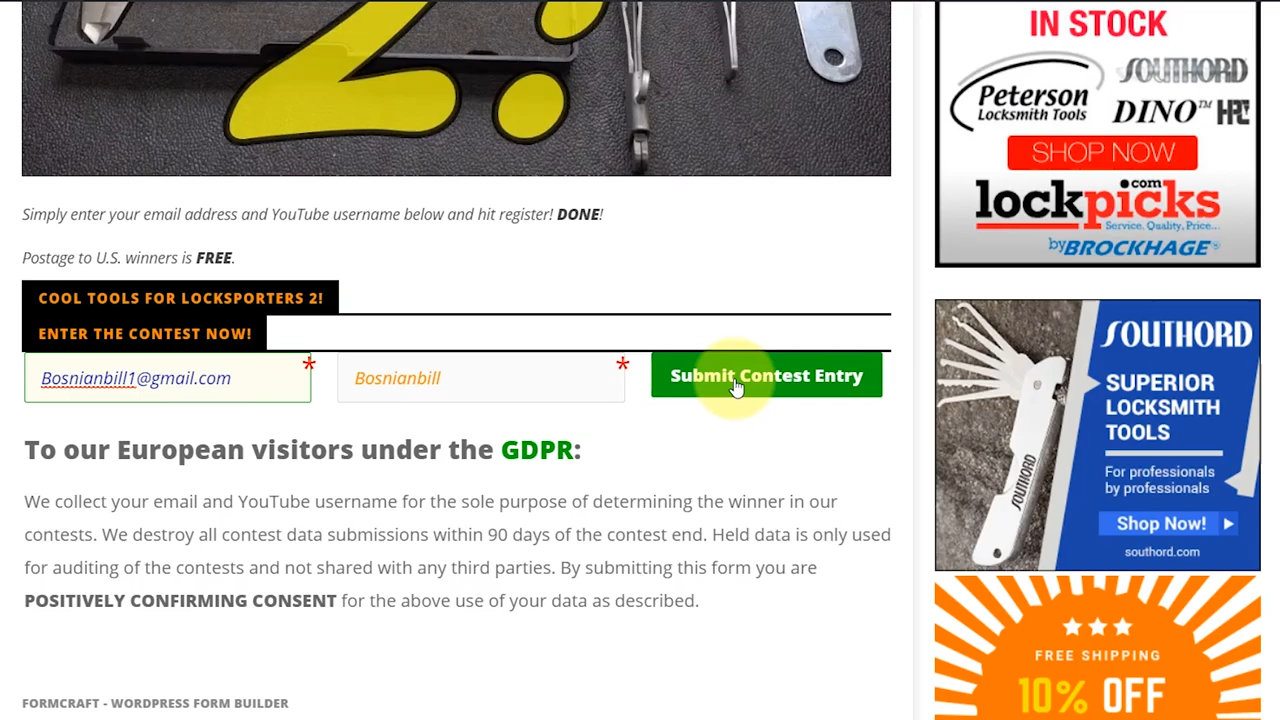 2:
Simply enter your email address and YouTube username below and hit register! DONE!
Postage to U.S. winners is FREE.
COOL TOOLS FOR LOCKSPORTERS 2!
ENTER THE CONTEST NOW!
Bosnianbill1@gmail.com *
Bosnianbill *
Submit Contest Entry
To our European visitors under the GDPR:
We collect your email and YouTube username for the sole purpose of determining the winner in our
contests. We destroy all contest data submissions within 90 days of the contest end. Held data is only used
for auditing of the contests and not shared with any third parties. By submitting this form you are
POSITIVELY CONFIRMING CONSENT for the above use of your data as described.
FORMCRAFT - WORDPRESS FORM BUILDER
IN STOCK
Peterson
Locksmith Tools
SOUTHORD
DINO™ HPC
SHOP NOW
lockpicks.com
Service, Quality, Price...
by BROCKHAGE®
SOUTHORD
SUPERIOR
LOCKSMITH
TOOLS
For professionals
by professionals
Shop Now!
southord.com
SOUTHORD
FREE SHIPPING
10% OFF